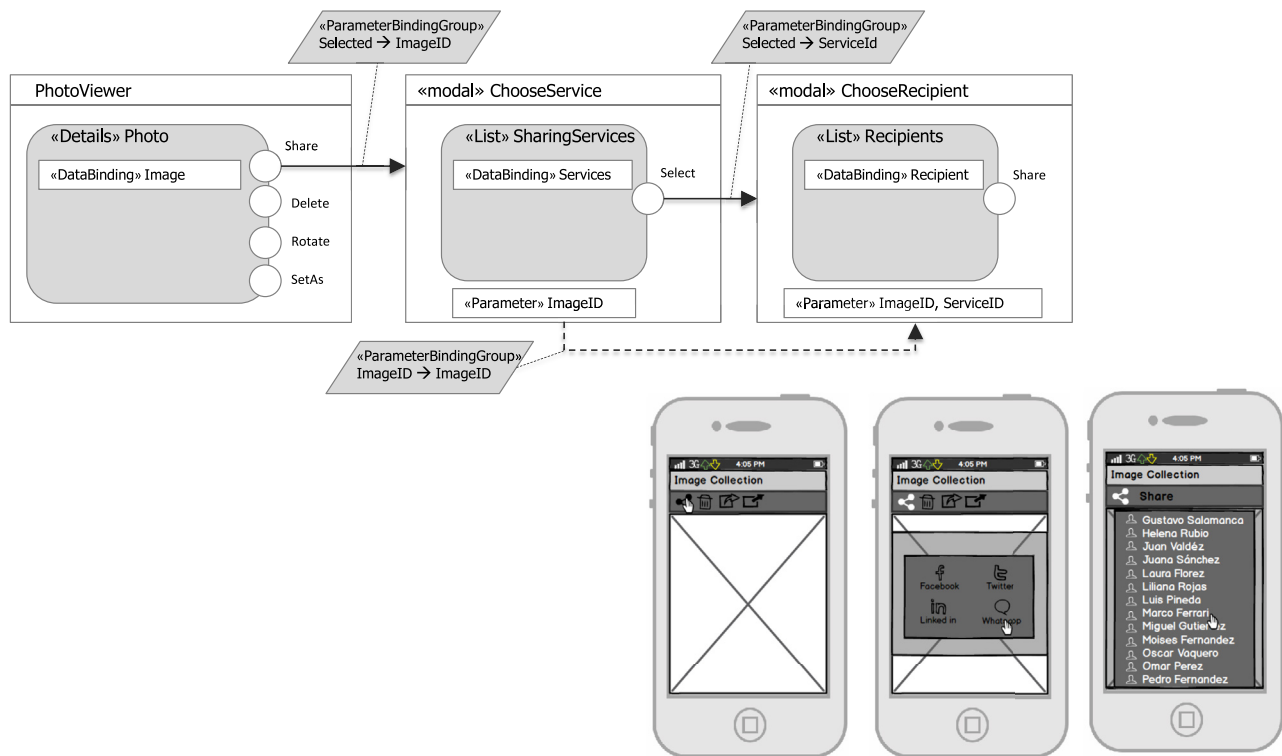 «ParameterBindingGroup»
Selected → ImageID
«ParameterBindingGroup»
Selected → ServiceId
PhotoViewer
«modal» ChooseService
«modal» ChooseRecipient
«Details» Photo
«DataBinding» Image
Share
Delete
Rotate
SetAs
«List» SharingServices
«DataBinding» Services
Select
«List» Recipients
«DataBinding» Recipient
Share
«Parameter» ImageID
«Parameter» ImageID, ServiceID
«ParameterBindingGroup»
ImageID → ImageID
3G 4:05 PM
Image Collection
3G 4:05 PM
Image Collection
Facebook
Twitter
Linked in
Whatsapp
3G 4:05 PM
Image Collection
Share
Gustavo Salamanca
Helena Rubio
Juan Valdéz
Juana Sánchez
Laura Florez
Liliana Rojas
Luis Pineda
Marco Ferrari
Miguel Gutierrez
Moises Fernandez
Oscar Vaquero
Omar Perez
Pedro Fernandez